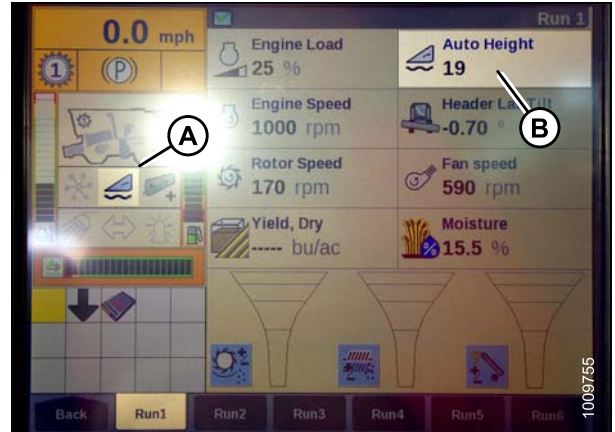 0.0 mph
1
(P)
Run 1
Engine Load
25 %
Auto Height
19
Engine Speed
1000 rpm
Header Lat Tilt
-0.70 °
Rotor Speed
170 rpm
Fan speed
590 rpm
Yield, Dry
----- bu/ac
Moisture
15.5 %
A
B
Back
Run1
Run2
Run3
Run4
Run5
Run6
1009755